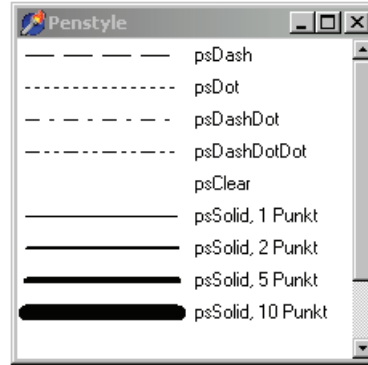 Penstyle
psDash
psDot
psDashDot
psDashDotDot
psClear
psSolid, 1 Punkt
psSolid, 2 Punkt
psSolid, 5 Punkt
psSolid, 10 Punkt